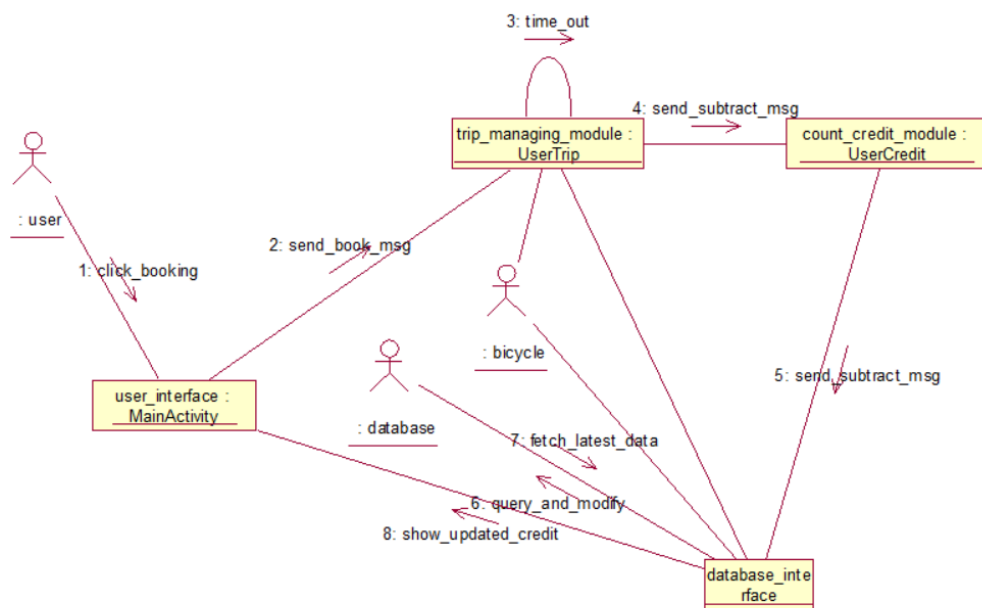 3: time_out
4: send_subtract_msg
trip_managing_module :
UserTrip
count_credit_module :
UserCredit
: user
2: send_book_msg
1: click_booking
: bicycle
5: send_subtract_msg
user_interface :
MainActivity
: database
7: fetch_latest_data
6: query_and_modify
8: show_updated_credit
database_inte
rface